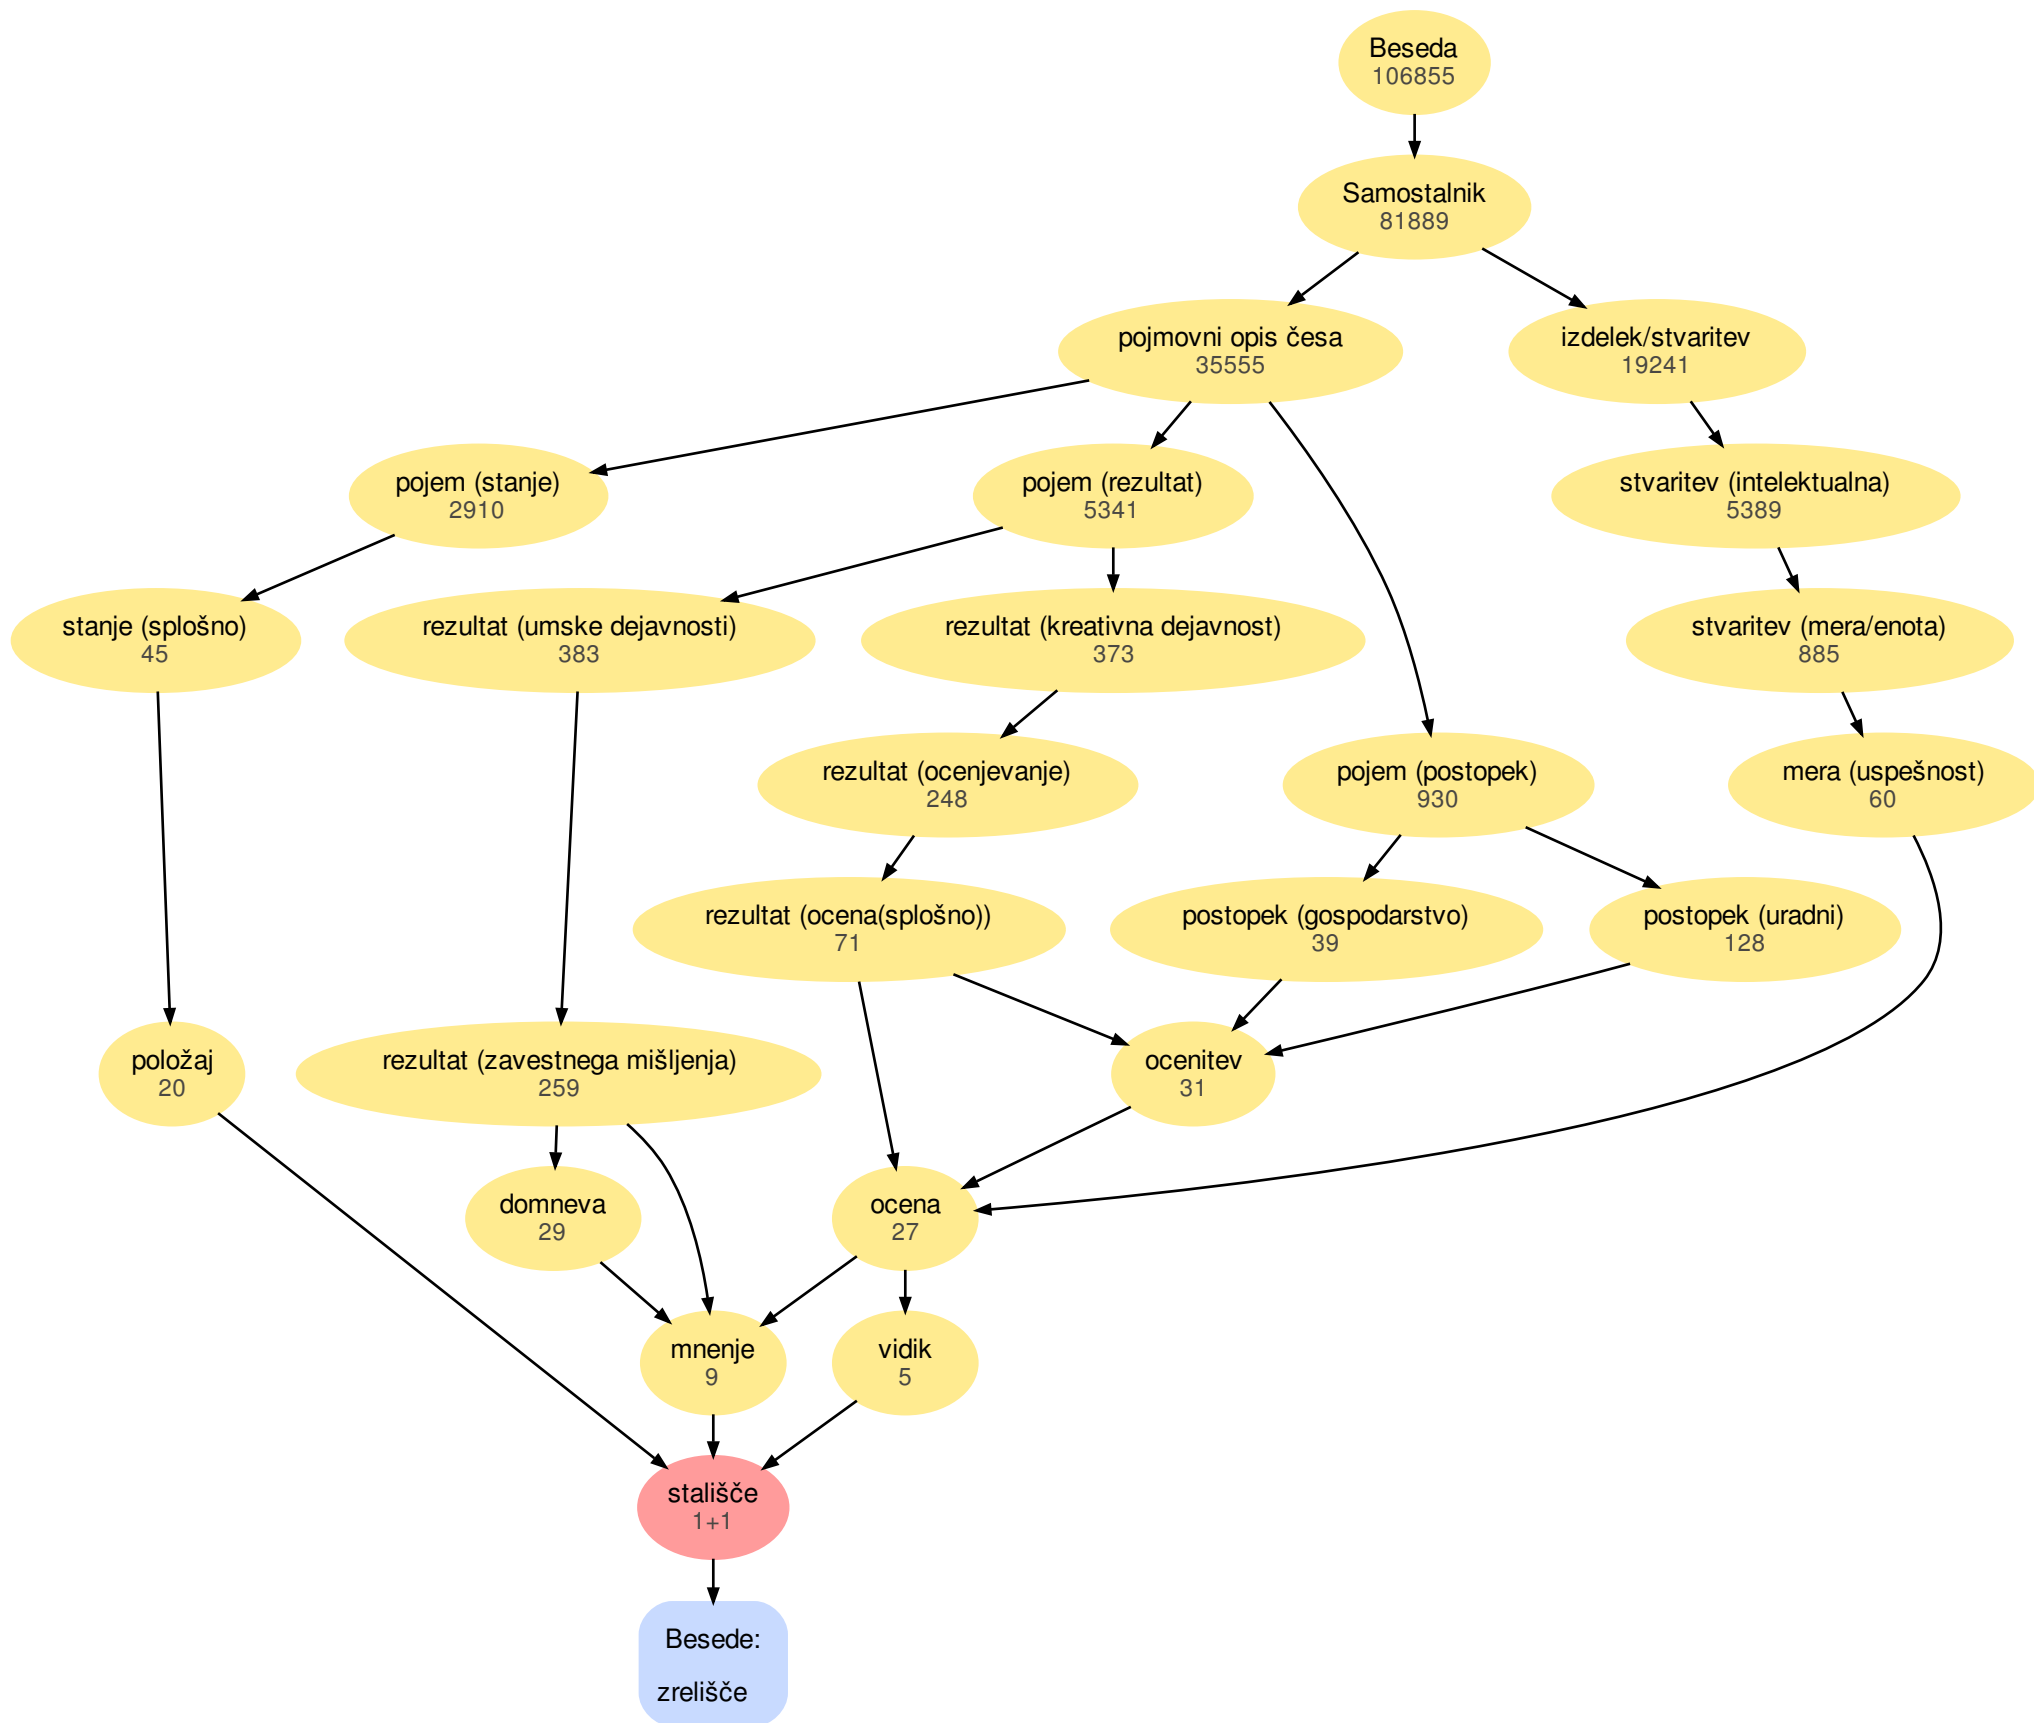 Beseda
106855
Samostalnik
81889
pojmovni opis česa
35555
izdelek/stvaritev
19241
pojem (stanje)
2910
pojem (rezultat)
5341
stvaritev (intelektualna)
5389
stanje (splošno)
45
rezultat (umske dejavnosti)
383
rezultat (kreativna dejavnost)
373
stvaritev (mera/enota)
885
rezultat (ocenjevanje)
248
pojem (postopek)
930
mera (uspešnost)
60
rezultat (ocena(splošno))
71
postopek (gospodarstvo)
39
postopek (uradni)
128
položaj
20
rezultat (zavestnega mišljenja)
259
ocenitev
31
domneva
29
ocena
27
mnenje
9
vidik
5
stališče
1+1
Besede:
zrelišče